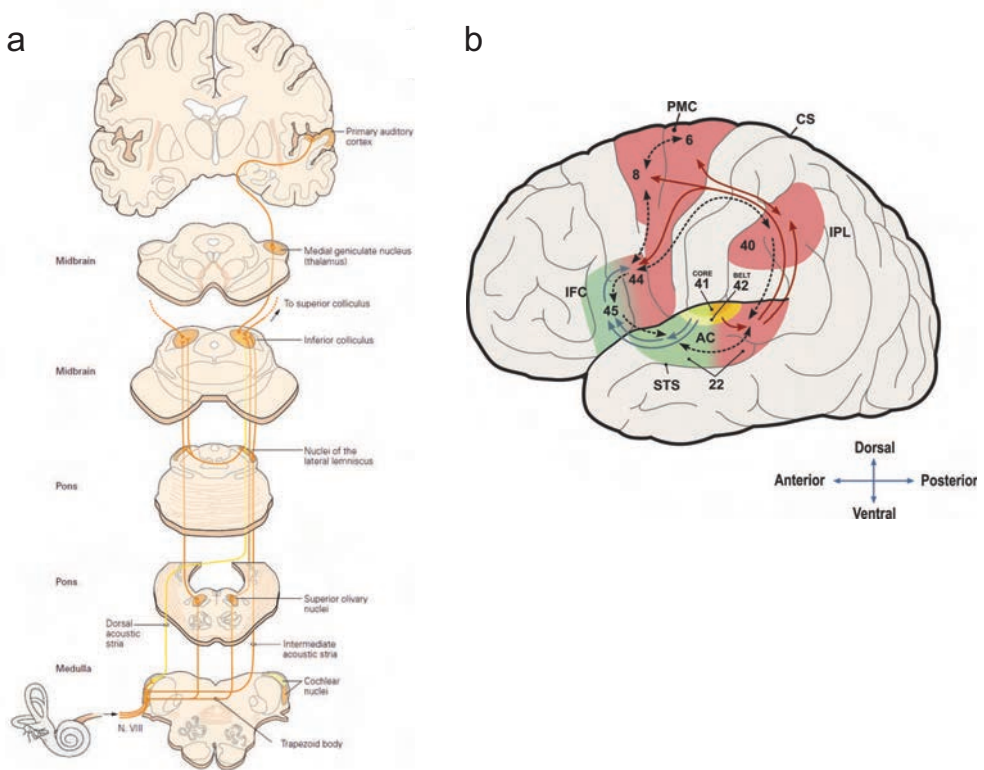 a
Primary auditory
cortex
Medial geniculate nucleus
(thalamus)
Midbrain
To superior colliculus
Inferior colliculus
Midbrain
Nuclei of the
lateral lemniscus
Pons
Pons
Superior olivary
nuclei
Dorsal
acoustic
stria
Intermediate
acoustic stria
Medulla
Cochlear
nuclei
N. VIII
Trapezoid body
b
PMC
CS
6
8
40
IPL
44
CORE
41
BELT
42
IFC
45
AC
STS
22
Dorsal
Anterior
Posterior
Ventral